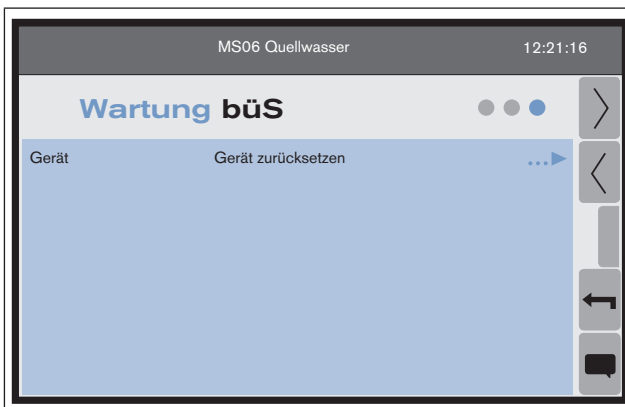 MS06 Quellwasser 12:21:16
Wartung büS
Gerät Gerät zurücksetzen ...